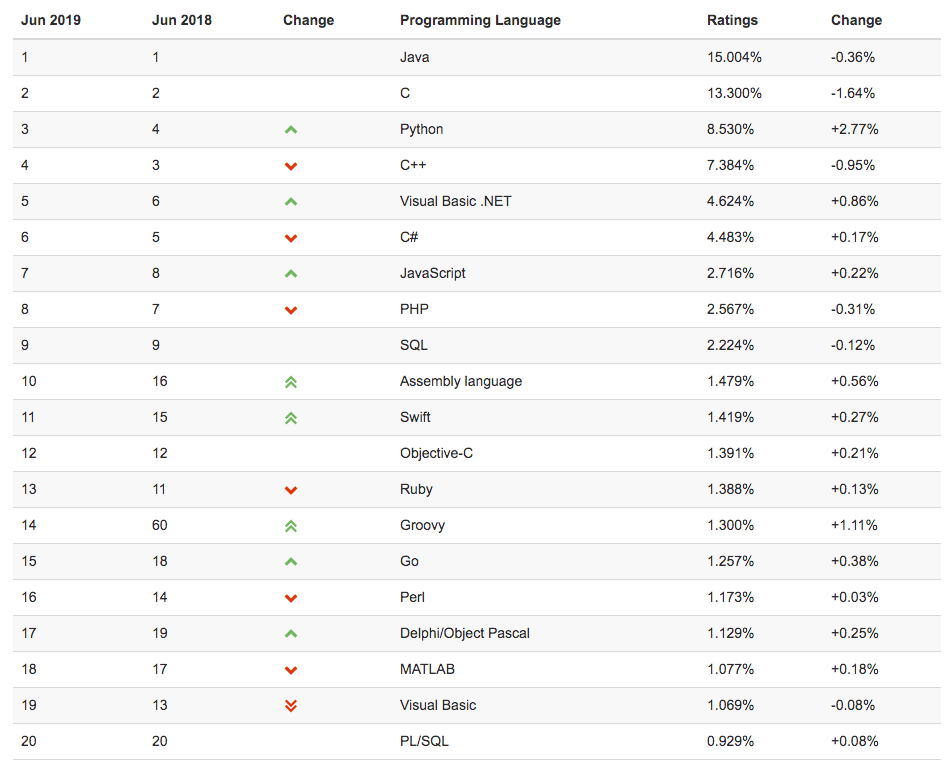 Jun 2019 Jun 2018 Change Programming Language Ratings Change
1 1 Java 15.004% -0.36%
2 2 C 13.300% -1.64%
3 4 Python 8.530% +2.77%
4 3 C++ 7.384% -0.95%
5 6 Visual Basic .NET 4.624% +0.86%
6 5 C# 4.483% +0.17%
7 8 JavaScript 2.716% +0.22%
8 7 PHP 2.567% -0.31%
9 9 SQL 2.224% -0.12%
10 16 Assembly language 1.479% +0.56%
11 15 Swift 1.419% +0.27%
12 12 Objective-C 1.391% +0.21%
13 11 Ruby 1.388% +0.13%
14 60 Groovy 1.300% +1.11%
15 18 Go 1.257% +0.38%
16 14 Perl 1.173% +0.03%
17 19 Delphi/Object Pascal 1.129% +0.25%
18 17 MATLAB 1.077% +0.18%
19 13 Visual Basic 1.069% -0.08%
20 20 PL/SQL 0.929% +0.08%